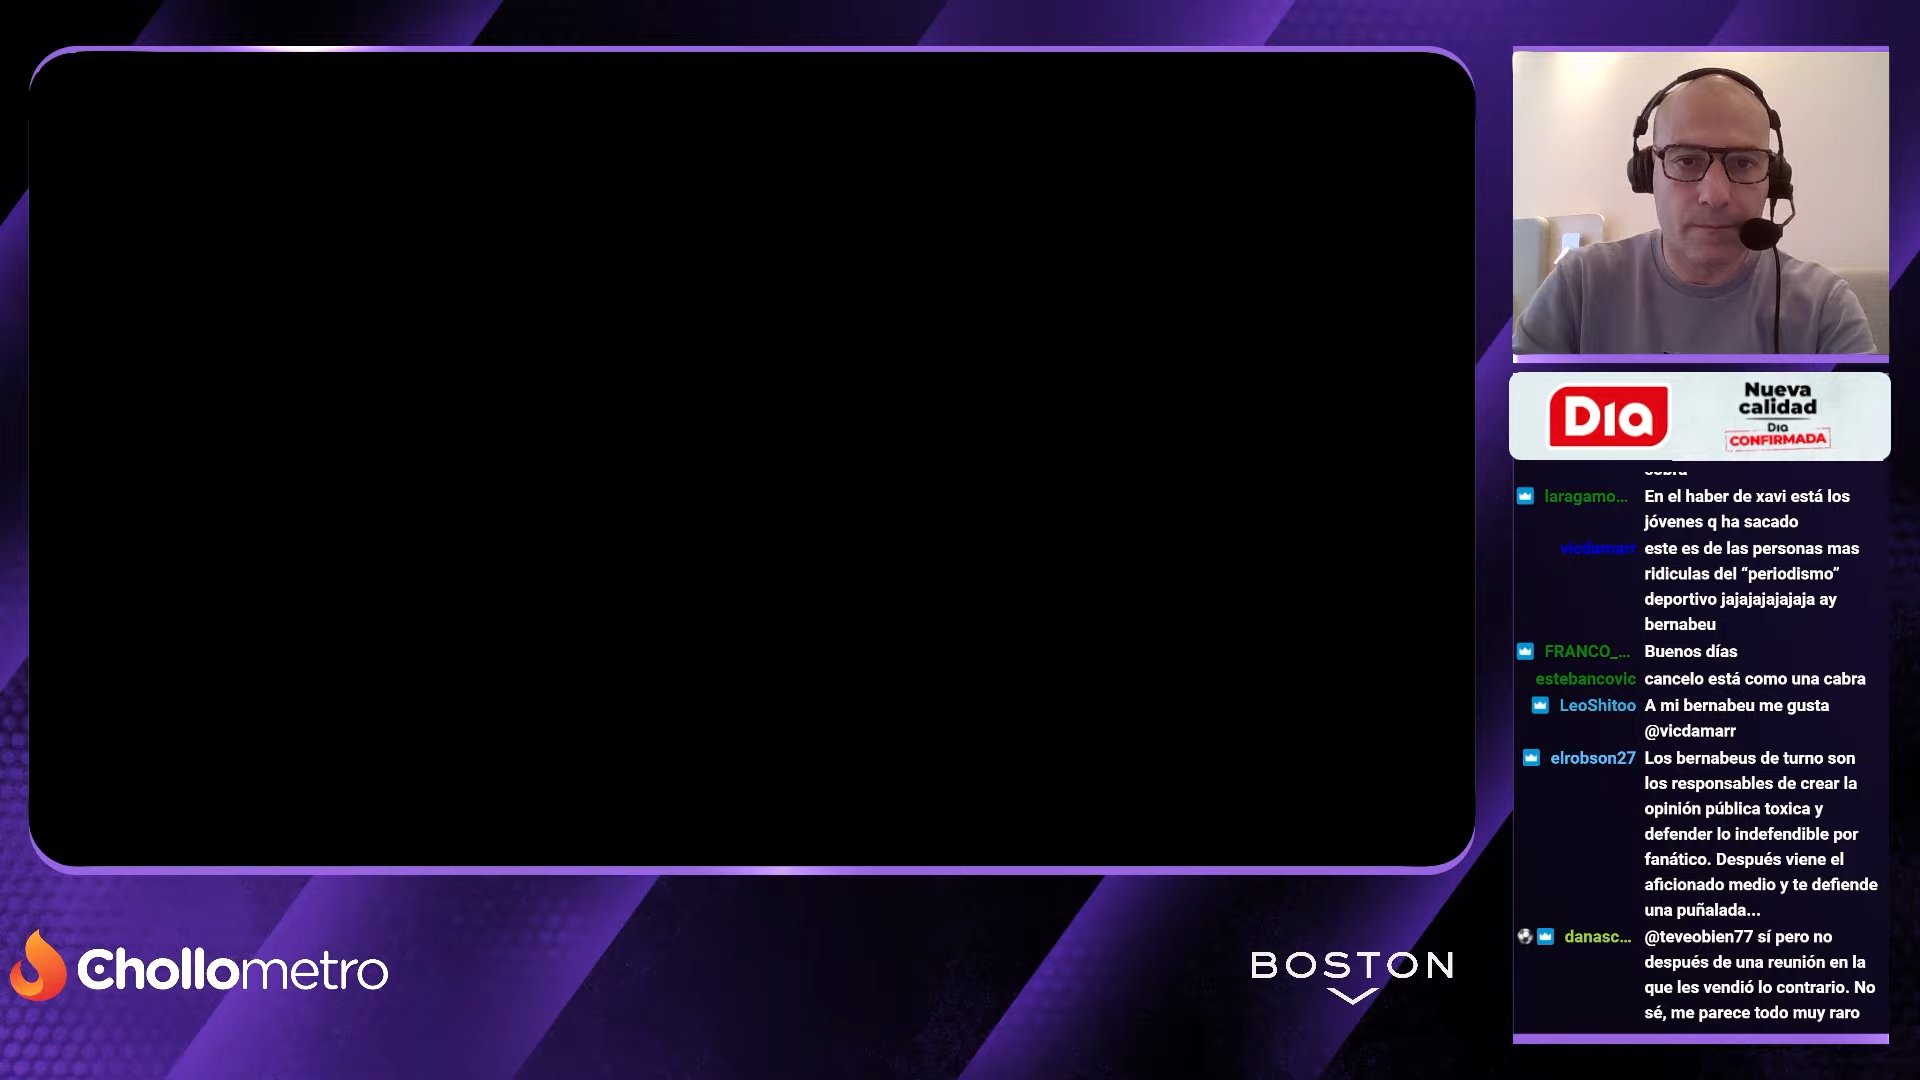 Dia
Nueva
calidad
Dia
CONFIRMADA
laragamo... En el haber de xavi está los
jóvenes q ha sacado
vicdamarr este es de las personas mas
ridiculas del “periodismo”
deportivo jajajajajajaja ay
bernabeu
FRANCO_... Buenos días
estebancovic cancelo está como una cabra
LeoShitoo A mi bernabeu me gusta
@vicdamarr
elrobson27 Los bernabeus de turno son
los responsables de crear la
opinión pública toxica y
defender lo indefendible por
fanático. Después viene el
aficionado medio y te defiende
una puñalada...
danasc... @teveobien77 sí pero no
después de una reunión en la
que les vendió lo contrario. No
sé, me parece todo muy raro
Chollometro
BOSTON